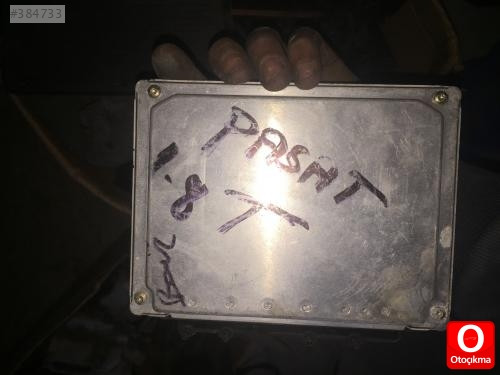 #384733
PASAT
1.8 T
O
Otoçıkma